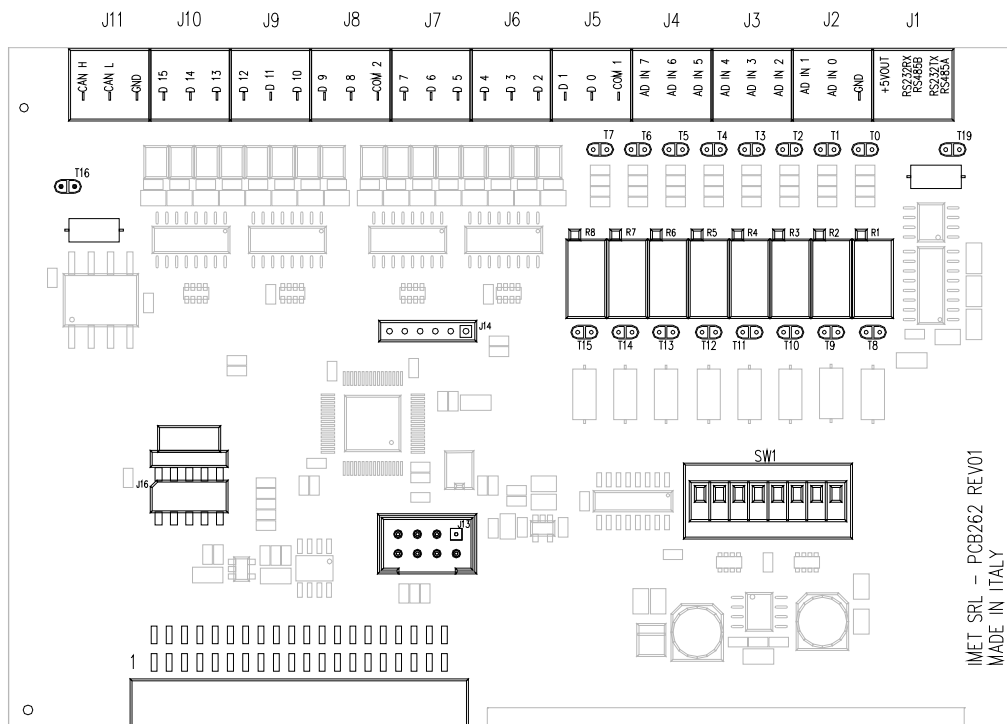 J11 J10 J9 J8 J7 J6 J5 J4 J3 J2 J1
CAN H
CAN L
GND
D 15
D 14
D 13
D 12
D 11
D 10
D 9
D 8
COM 2
D 7
D 6
D 5
D 4
D 3
D 2
D 1
D 0
COM 1
AD IN 7
AD IN 6
AD IN 5
AD IN 4
AD IN 3
AD IN 2
AD IN 1
AD IN 0
GND
+5VOUT
RS232RX
RS485B
RS232TX
RS485A
T7 T6 T5 T4 T3 T2 T1 T0 T19
T16
R8 R7 R6 R5 R4 R3 R2 R1
J14
T15 T14 T13 T12 T11 T10 T9 T8
SW1
J16
J13
1
IMET SRL - PCB262 REV01
MADE IN ITALY